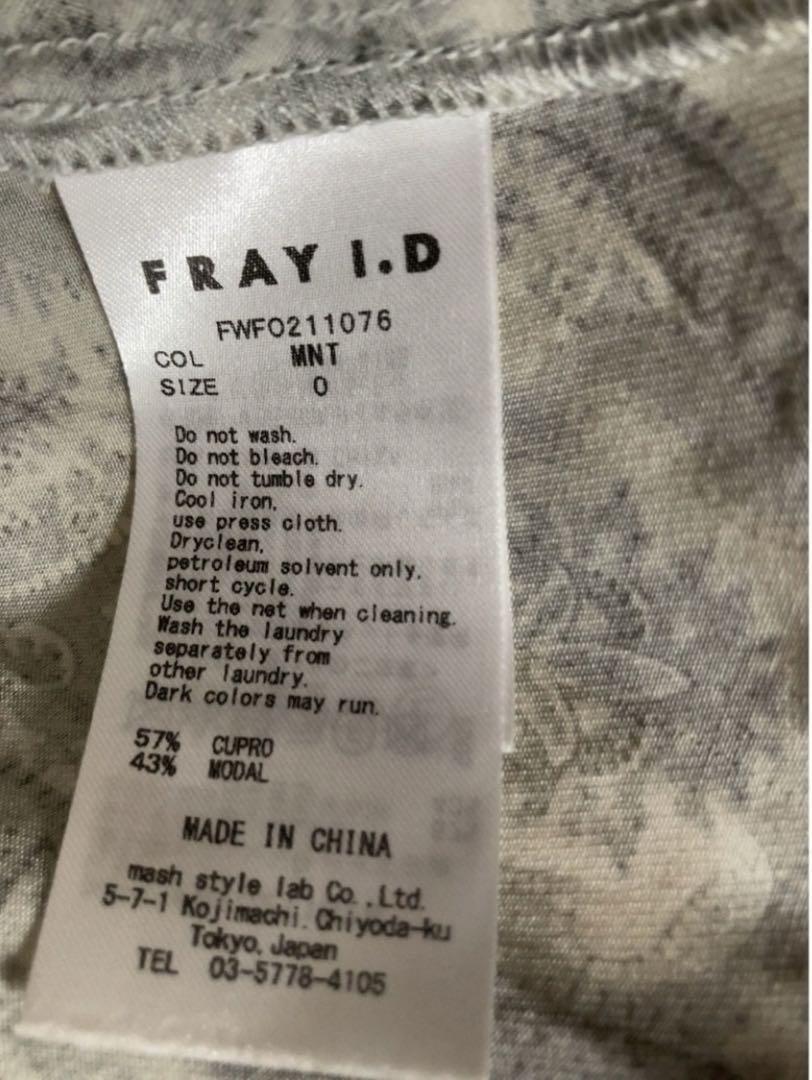 FRAY I.D
FWFO211076
COL MNT
SIZE 0
Do not wash.
Do not bleach.
Do not tumble dry.
Cool iron,
use press cloth.
Dryclean,
petroleum solvent only.
short cycle.
Use the net when cleaning.
Wash the laundry
separately from
other laundry.
Dark colors may run.
57% CUPRO
43% MODAL
MADE IN CHINA
mash style lab Co.,Ltd.
5-7-1 Kojimachi.Chiyoda-ku
Tokyo,Japan
TEL 03-5778-4105